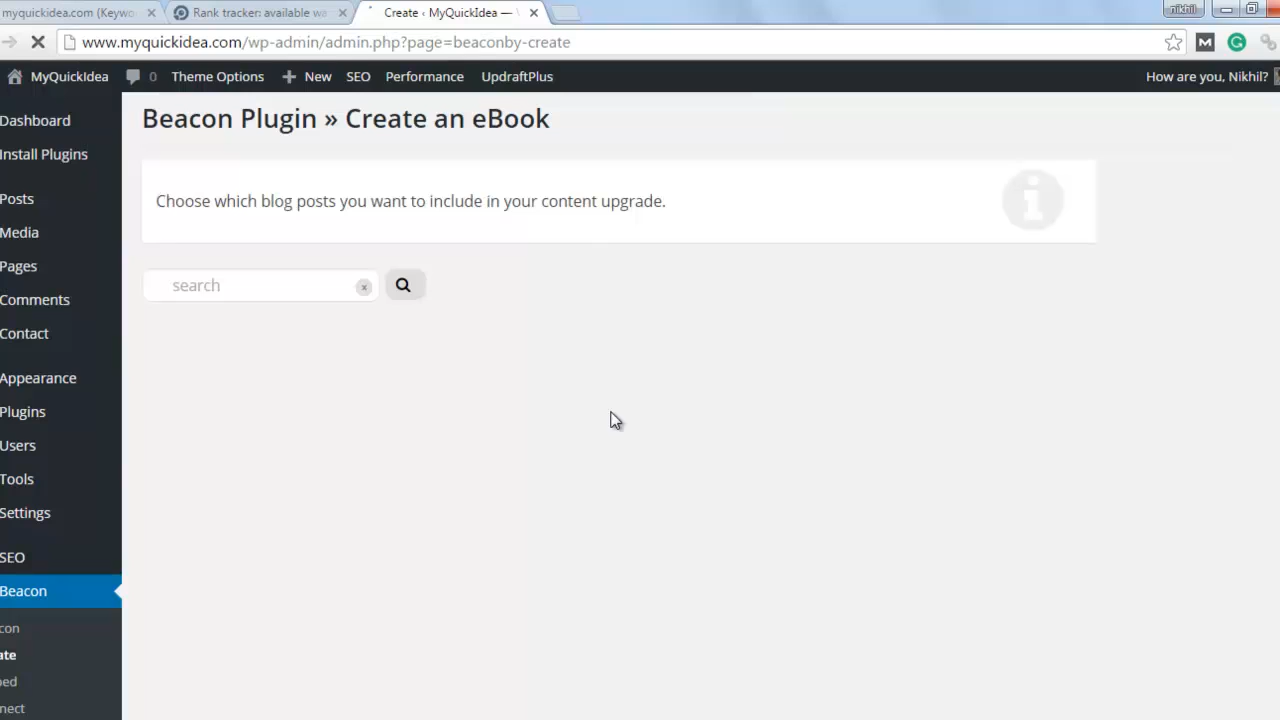 myquickidea.com (Keywo
Rank tracker: available wa
Create ‹ MyQuickIdea —
nikhil
www.myquickidea.com/wp-admin/admin.php?page=beaconby-create
MyQuickIdea 0 Theme Options New SEO Performance UpdraftPlus How are you, Nikhil?
Dashboard
Install Plugins
Posts
Media
Pages
Comments
Contact
Appearance
Plugins
Users
Tools
Settings
SEO
Beacon
con
ate
ed
nect
Beacon Plugin » Create an eBook
Choose which blog posts you want to include in your content upgrade.
search
x